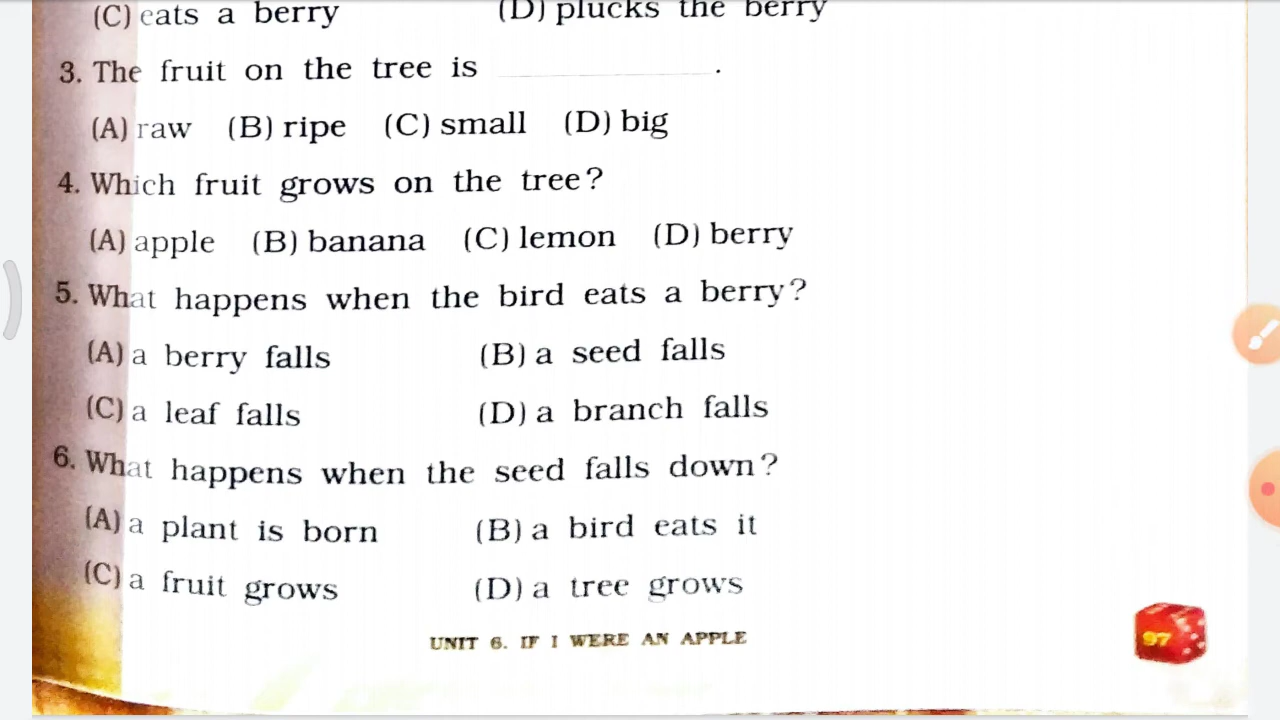 (C) eats a berry (D) plucks the berry
3. The fruit on the tree is ____________.
(A) raw (B) ripe (C) small (D) big
4. Which fruit grows on the tree?
(A) apple (B) banana (C) lemon (D) berry
5. What happens when the bird eats a berry?
(A) a berry falls (B) a seed falls
(C) a leaf falls (D) a branch falls
6. What happens when the seed falls down?
(A) a plant is born (B) a bird eats it
(C) a fruit grows (D) a tree grows
UNIT 6. IF I WERE AN APPLE
97